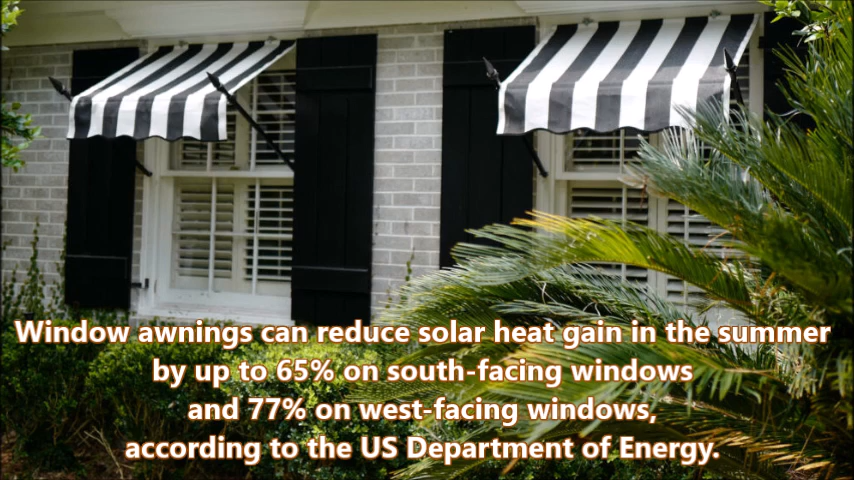 Window awnings can reduce solar heat gain in the summer
by up to 65% on south-facing windows
and 77% on west-facing windows,
according to the US Department of Energy.